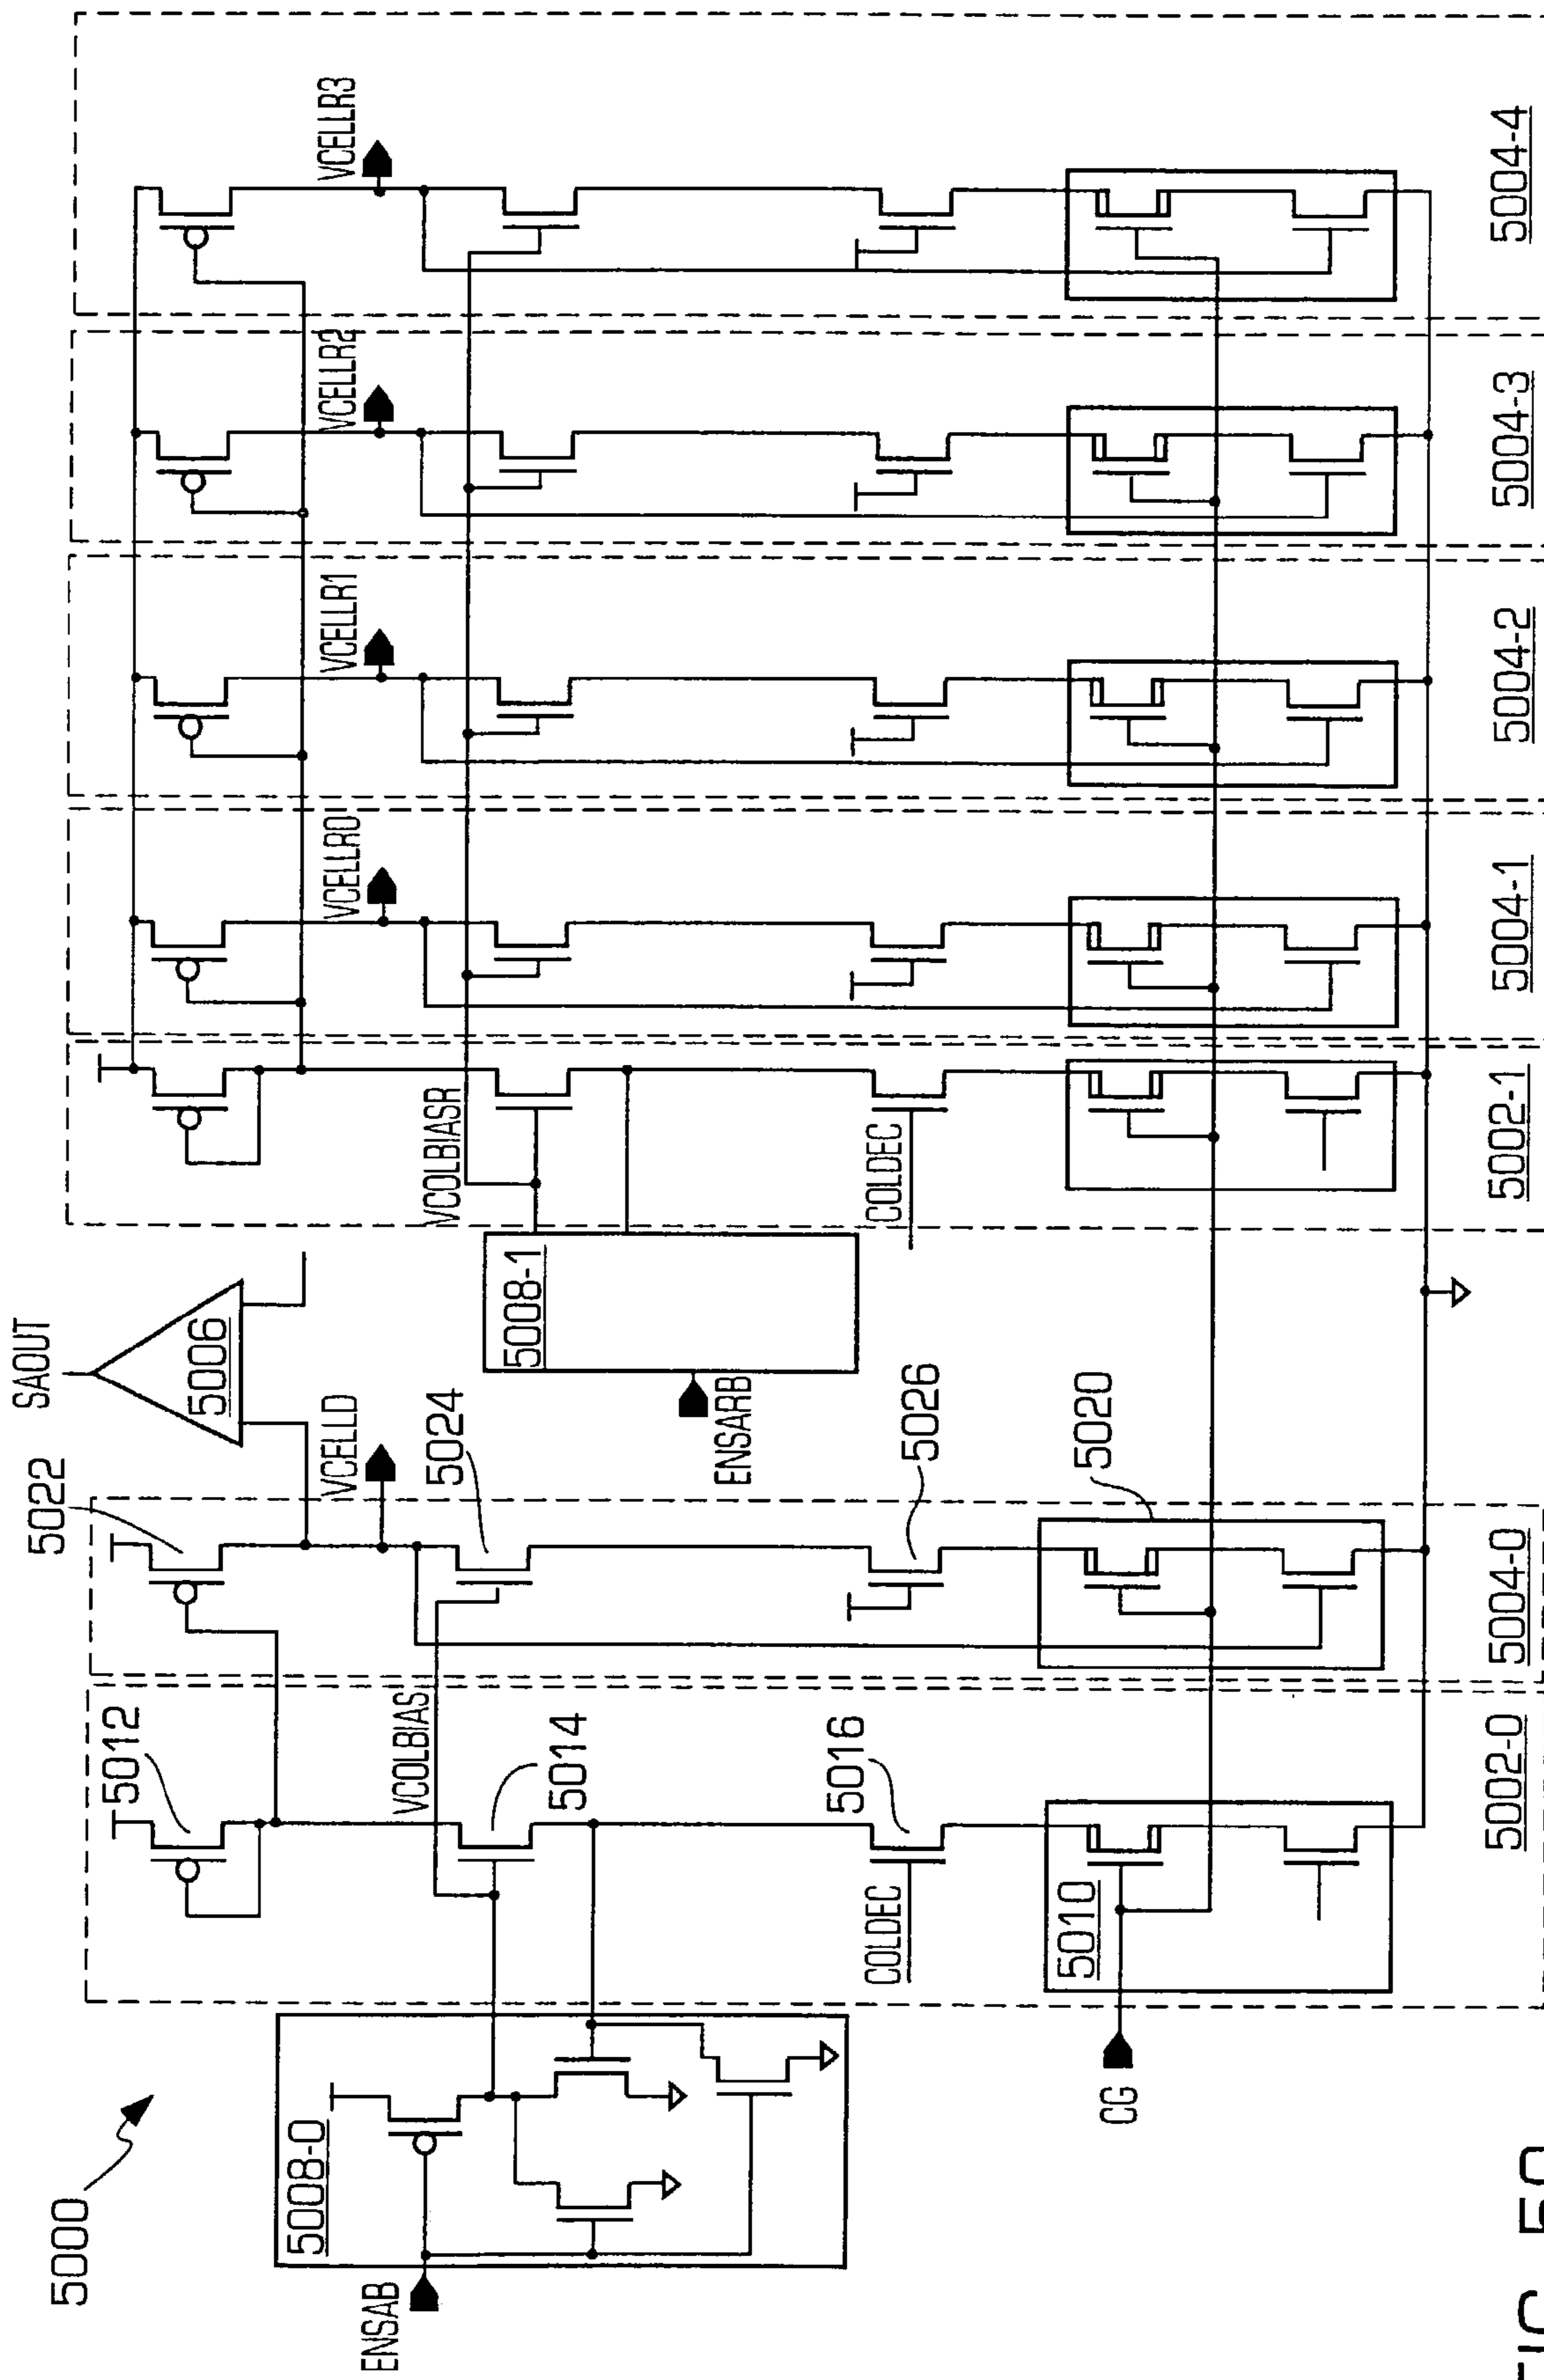 5000
ENSAB
5008-0
CG
5012
VCOLBIAS
5014
5016
COLDEC
5010
5002-0
5022
SAOUT
5006
VCELLD
5024
5026
5020
5004-0
5008-1
ENSARB
VCOLBIASR
COLDEC
5002-1
VCELLR0
5004-1
VCELLR1
5004-2
VCELLR2
5004-3
VCELLR3
5004-4